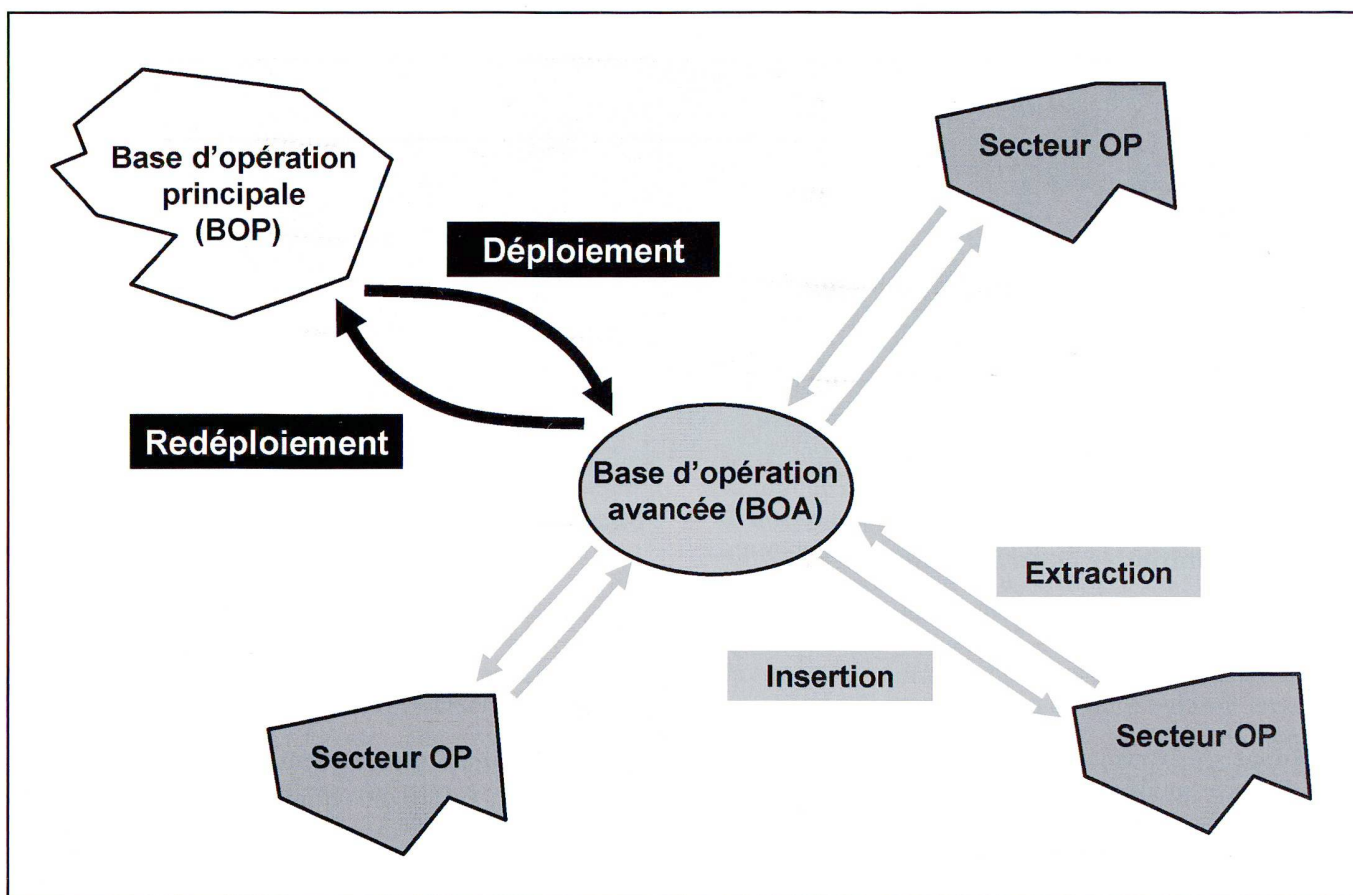 Base d'opération
principale
(BOP)
Secteur OP
Déploiement
Redéploiement
Base d'opération
avancée (BOA)
Extraction
Insertion
Secteur OP
Secteur OP